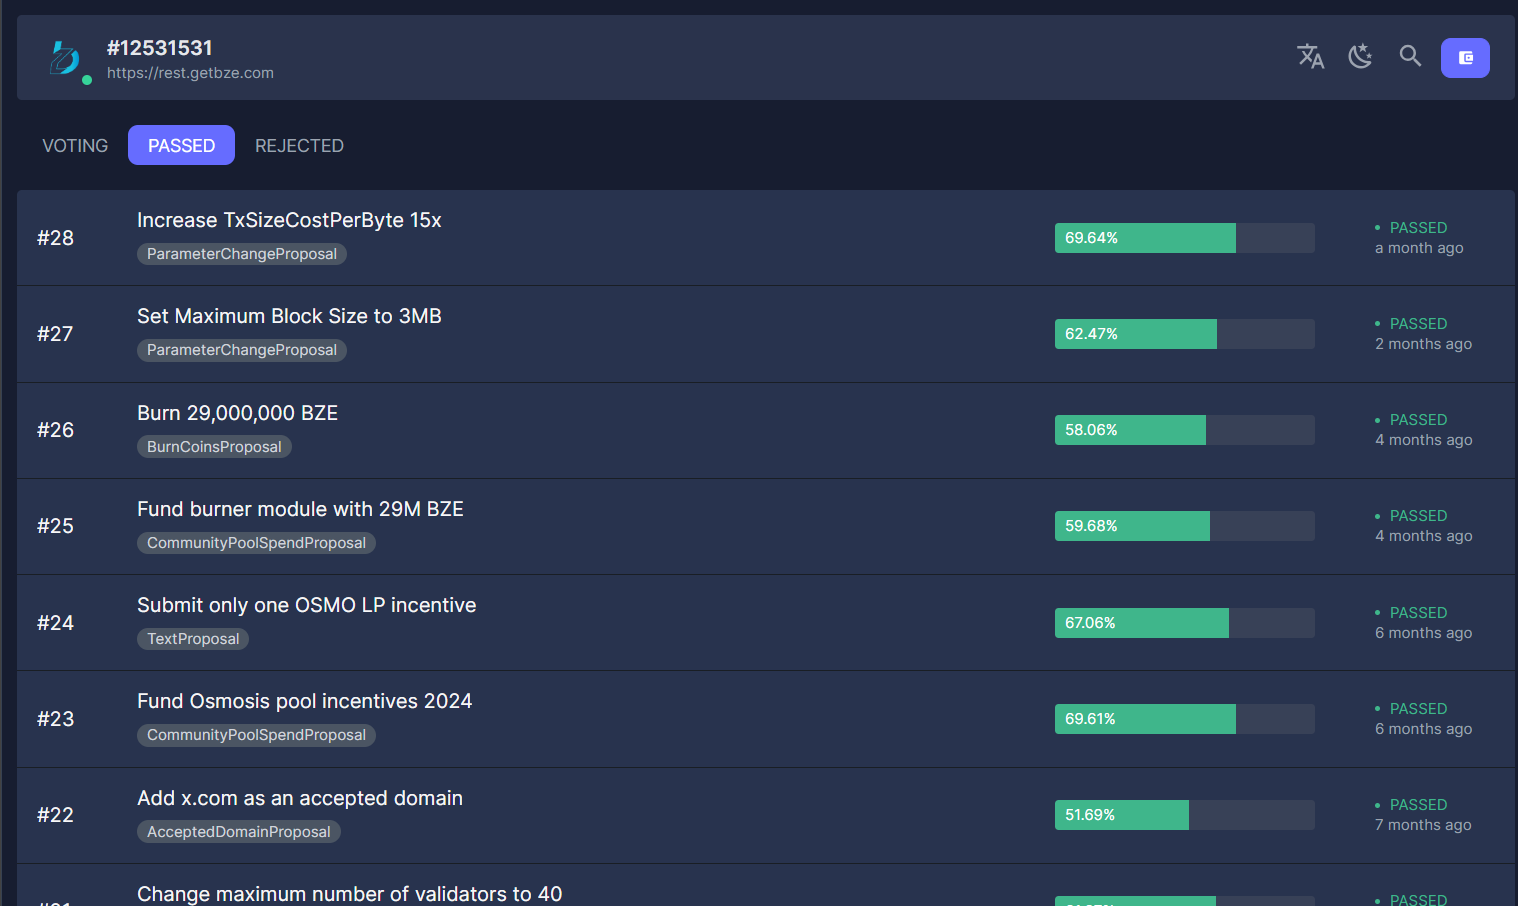 #12531531
https://rest.getbze.com
VOTING PASSED REJECTED
#28
Increase TxSizeCostPerByte 15x
ParameterChangeProposal
69.64%
PASSED
a month ago
#27
Set Maximum Block Size to 3MB
ParameterChangeProposal
62.47%
PASSED
2 months ago
#26
Burn 29,000,000 BZE
BurnCoinsProposal
58.06%
PASSED
4 months ago
#25
Fund burner module with 29M BZE
CommunityPoolSpendProposal
59.68%
PASSED
4 months ago
#24
Submit only one OSMO LP incentive
TextProposal
67.06%
PASSED
6 months ago
#23
Fund Osmosis pool incentives 2024
CommunityPoolSpendProposal
69.61%
PASSED
6 months ago
#22
Add x.com as an accepted domain
AcceptedDomainProposal
51.69%
PASSED
7 months ago
Change maximum number of validators to 40
PASSED